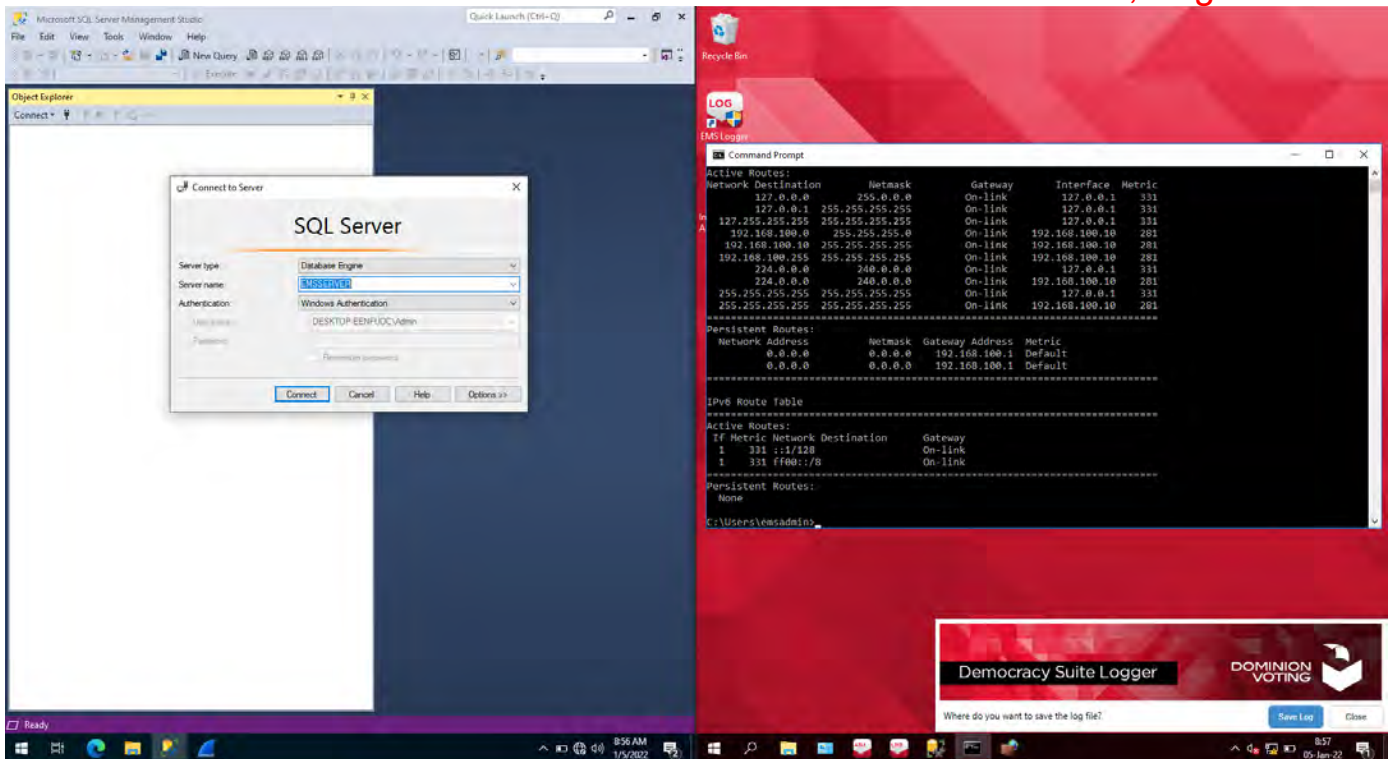 Microsoft SQL Server Management Studio
Quick Launch (Ctrl+Q)
File Edit View Tools Window Help
New Query
Execute
Object Explorer
Connect
Connect to Server
SQL Server
Server type:
Database Engine
Server name:
EMSSERVER
Authentication:
Windows Authentication
DESKTOP-EENFUOC\Admin
Password:
Remember password
Connect Cancel Help Options >>
Ready
8:56 AM
1/5/2022
Recycle Bin
LOG
EMS Logger
Command Prompt
Active Routes:
Network Destination Netmask Gateway Interface Metric
127.0.0.0 255.0.0.0 On-link 127.0.0.1 331
127.0.0.1 255.255.255.255 On-link 127.0.0.1 331
127.255.255.255 255.255.255.255 On-link 127.0.0.1 331
192.168.100.0 255.255.255.0 On-link 192.168.100.10 281
192.168.100.10 255.255.255.255 On-link 192.168.100.10 281
192.168.100.255 255.255.255.255 On-link 192.168.100.10 281
224.0.0.0 240.0.0.0 On-link 127.0.0.1 331
224.0.0.0 240.0.0.0 On-link 192.168.100.10 281
255.255.255.255 255.255.255.255 On-link 127.0.0.1 331
255.255.255.255 255.255.255.255 On-link 192.168.100.10 281
Persistent Routes:
Network Address Netmask Gateway Address Metric
0.0.0.0 0.0.0.0 192.168.100.1 Default
0.0.0.0 0.0.0.0 192.168.100.1 Default
IPv6 Route Table
Active Routes:
If Metric Network Destination Gateway
1 331 ::1/128 On-link
1 331 ff00::/8 On-link
Persistent Routes:
None
C:\Users\emsadmin>
Democracy Suite Logger
DOMINION
VOTING
Where do you want to save the log file?
Save Log Close
8:57
05-Jan-22